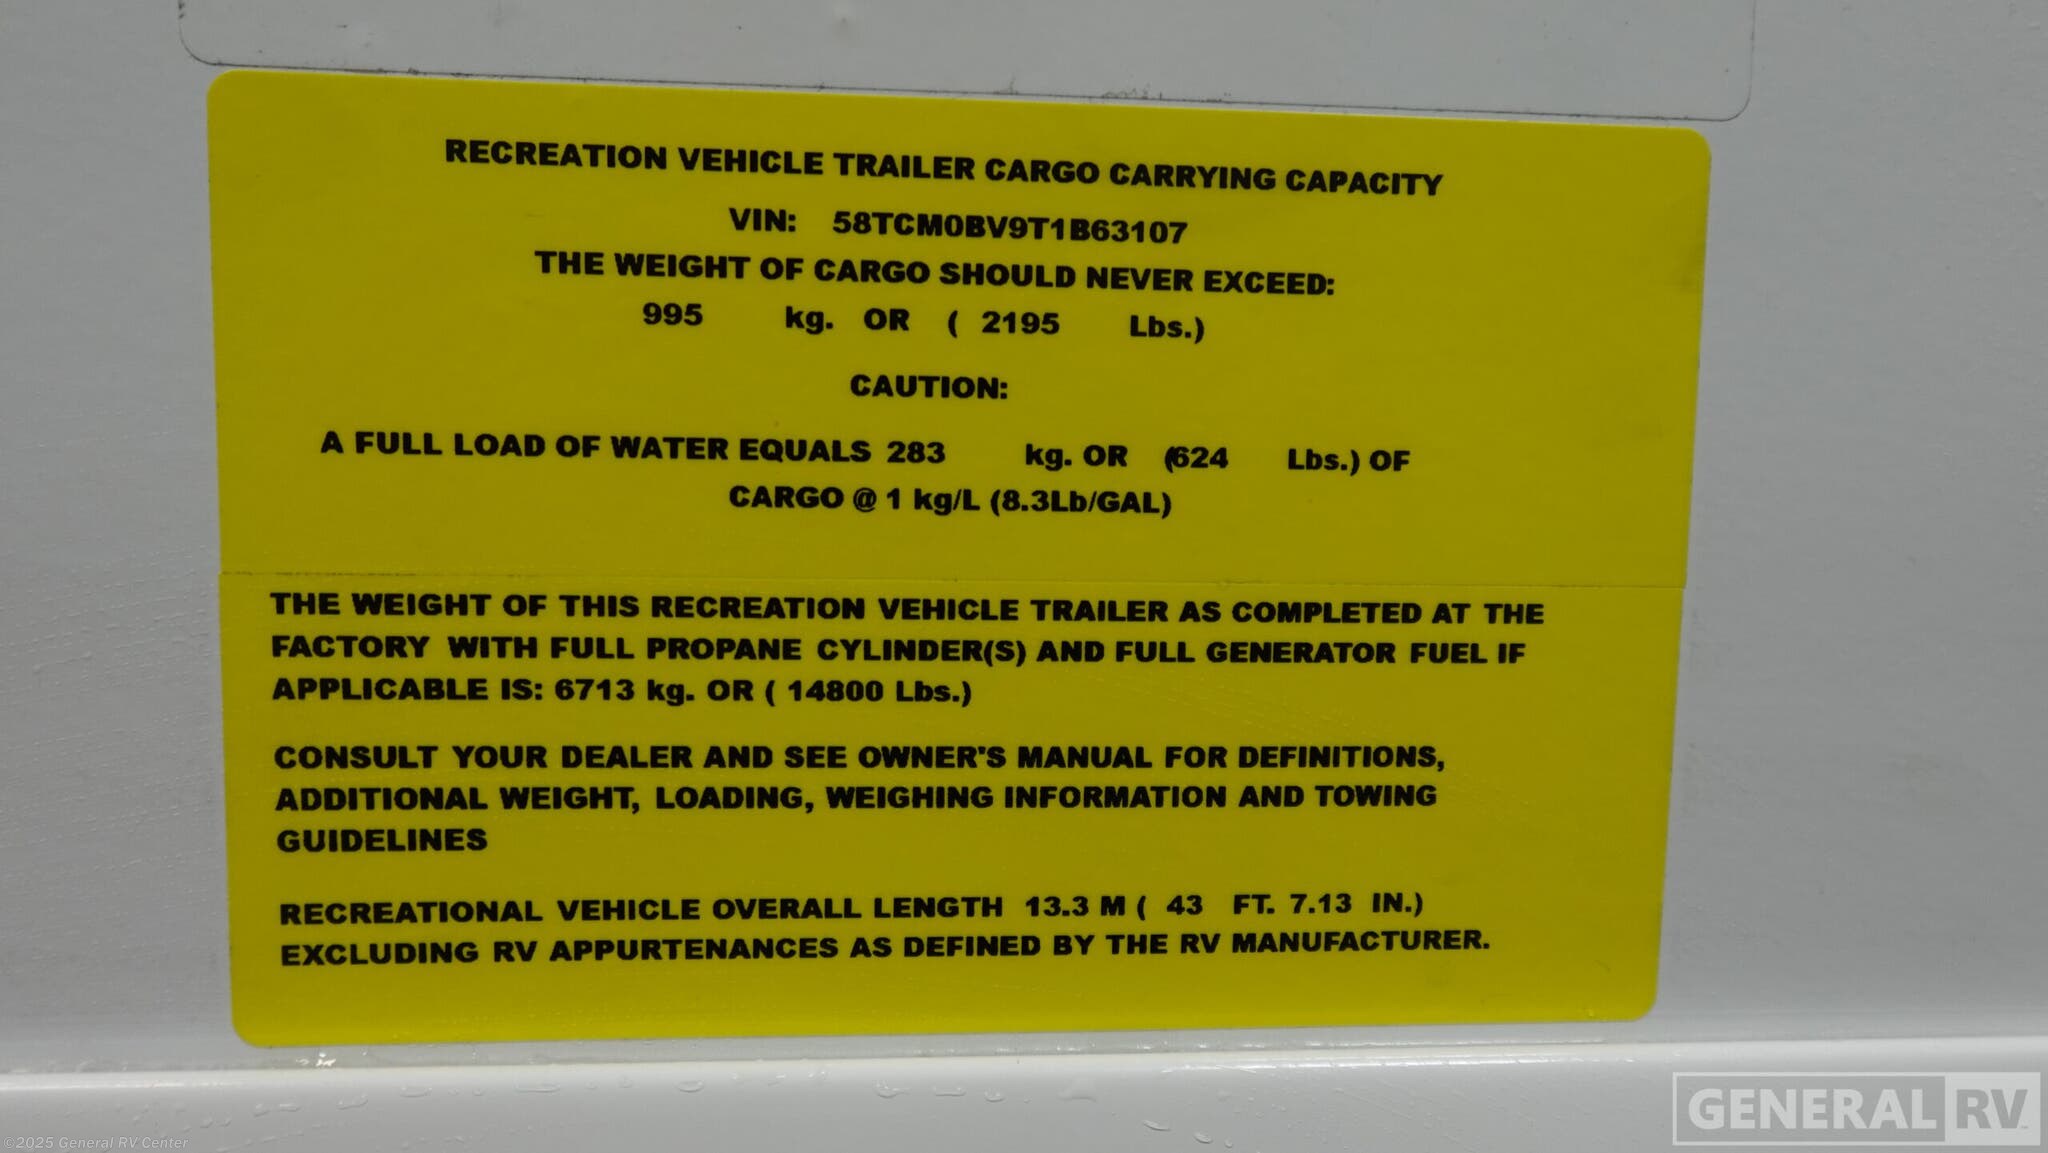 RECREATION VEHICLE TRAILER CARGO CARRYING CAPACITY
VIN: 58TCM0BV9T1B63107
THE WEIGHT OF CARGO SHOULD NEVER EXCEED:
995 kg. OR ( 2195 Lbs.)
CAUTION:
A FULL LOAD OF WATER EQUALS 283 kg. OR (624 Lbs.) OF
CARGO @ 1 kg/L (8.3Lb/GAL)
THE WEIGHT OF THIS RECREATION VEHICLE TRAILER AS COMPLETED AT THE
FACTORY WITH FULL PROPANE CYLINDER(S) AND FULL GENERATOR FUEL IF
APPLICABLE IS: 6713 kg. OR ( 14800 Lbs.)
CONSULT YOUR DEALER AND SEE OWNER'S MANUAL FOR DEFINITIONS,
ADDITIONAL WEIGHT, LOADING, WEIGHING INFORMATION AND TOWING
GUIDELINES
RECREATIONAL VEHICLE OVERALL LENGTH 13.3 M ( 43 FT. 7.13 IN.)
EXCLUDING RV APPURTENANCES AS DEFINED BY THE RV MANUFACTURER.
GENERAL RV
©2025 General RV Center